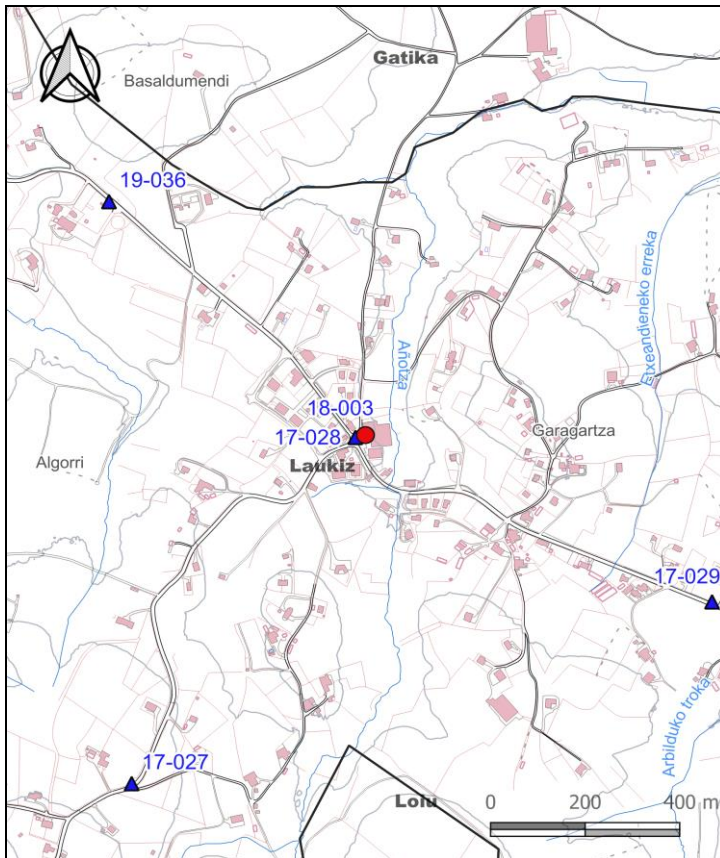 Gatika
Basaldumendi
19-036
Etxeandieneko erreka
Añotza
18-003
17-028
Garagartza
Algorri
Laukiz
17-029
Arbilduko troka
17-027
Lolu
0 200 400 m